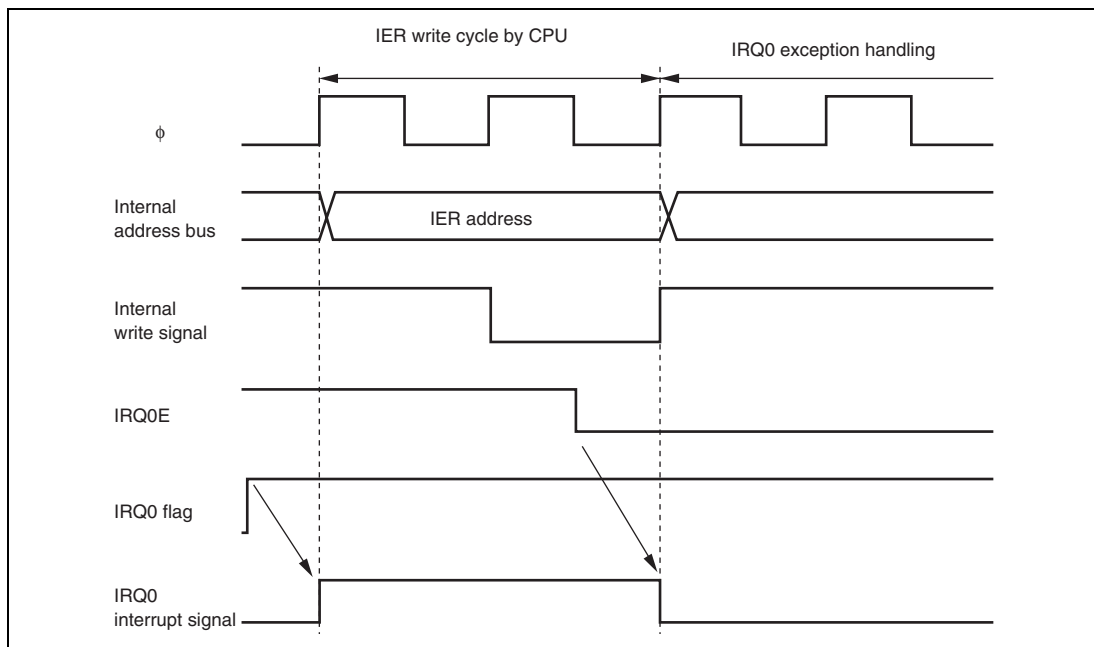 IER write cycle by CPU
IRQ0 exception handling
ϕ
Internal
address bus
IER address
Internal
write signal
IRQ0E
IRQ0 flag
IRQ0
interrupt signal